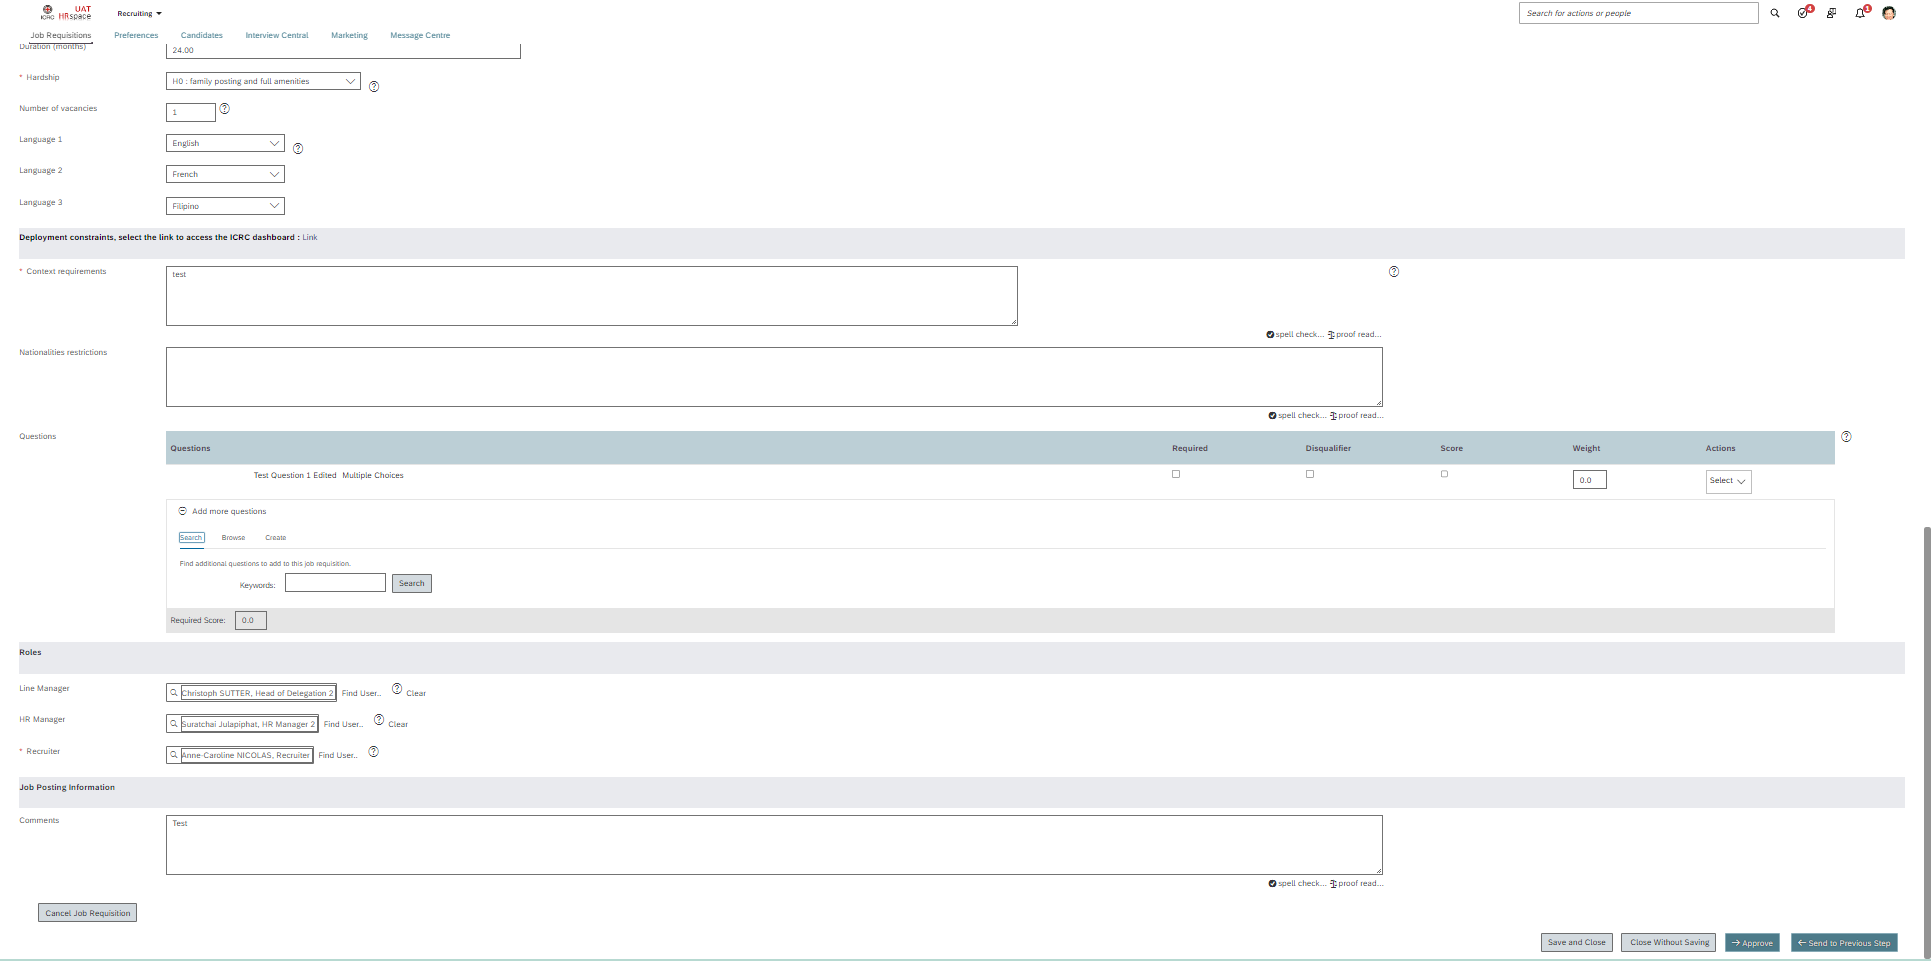 UAT
ICRC HRspace
Recruiting
Search for actions or people
4
1
Job Requisitions Preferences Candidates Interview Central Marketing Message Centre
Duration (months) 24.00
* Hardship H0 : family posting and full amenities
Number of vacancies 1
Language 1 English
Language 2 French
Language 3 Filipino
Deployment constraints, select the link to access the ICRC dashboard : Link
* Context requirements test
spell check... proof read...
Nationalities restrictions
spell check... proof read...
Questions
Questions Required Disqualifier Score Weight Actions
Test Question 1 Edited Multiple Choices 0.0 Select
Add more questions
Search Browse Create
Find additional questions to add to this job requisition.
Keywords: Search
Required Score: 0.0
Roles
Line Manager Christoph SUTTER, Head of Delegation 2 Find User.. Clear
HR Manager Suratchai Julapiphat, HR Manager 2 Find User.. Clear
* Recruiter Anne-Caroline NICOLAS, Recruiter Find User..
Job Posting Information
Comments Test
spell check... proof read...
Cancel Job Requisition
Save and Close Close Without Saving → Approve ← Send to Previous Step